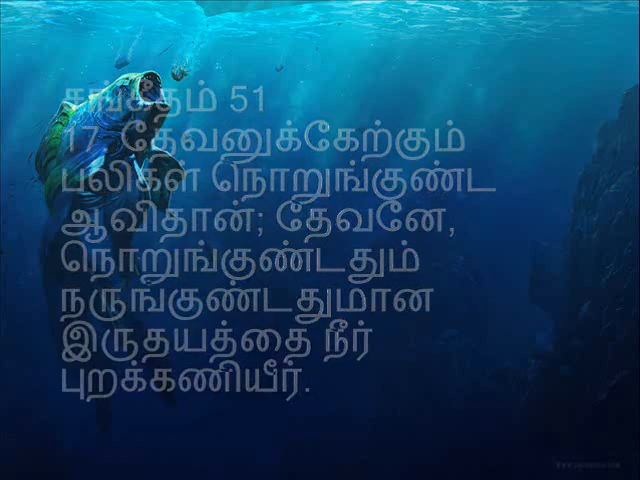 சங்கீதம் 51
17. தேவனுக்கேற்கும்
பலிகள் நொறுங்குண்ட
ஆவிதான்; தேவனே,
நொறுங்குண்டதும்
நருங்குண்டதுமான
இருதயத்தை நீர்
புறக்கணியீர்.